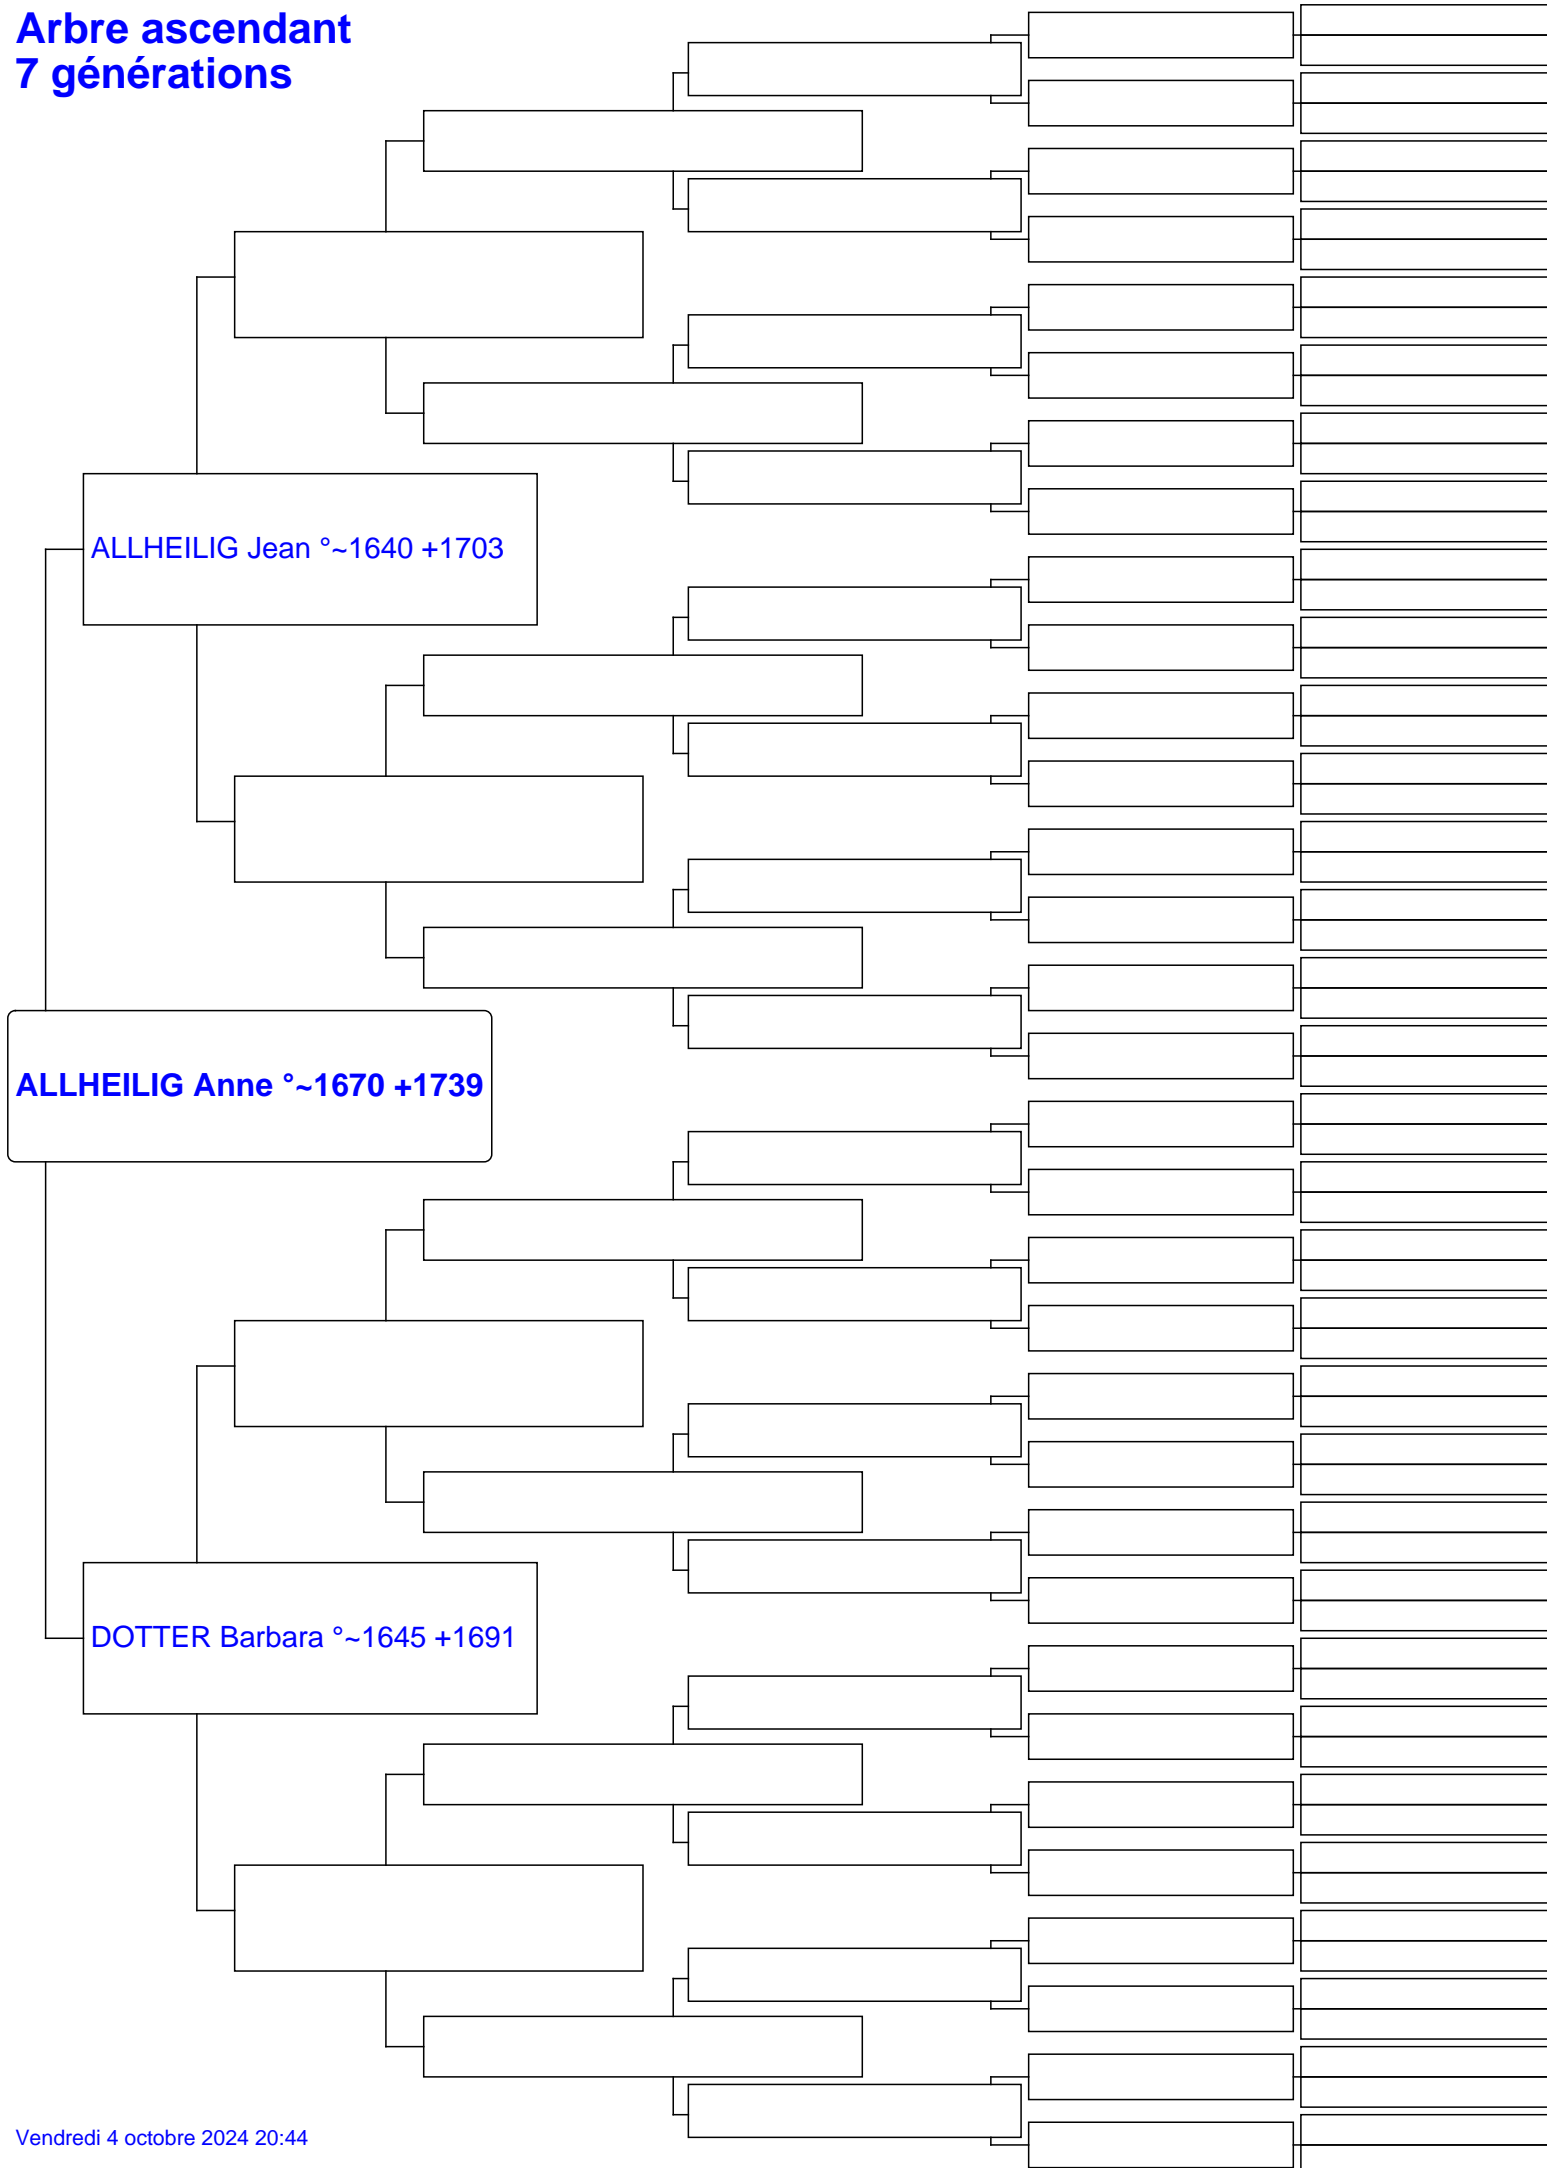 Arbre ascendant
7 générations
ALLHEILIG Jean °~1640 +1703
ALLHEILIG Anne °~1670 +1739
DOTTER Barbara °~1645 +1691
Vendredi 4 octobre 2024 20:44